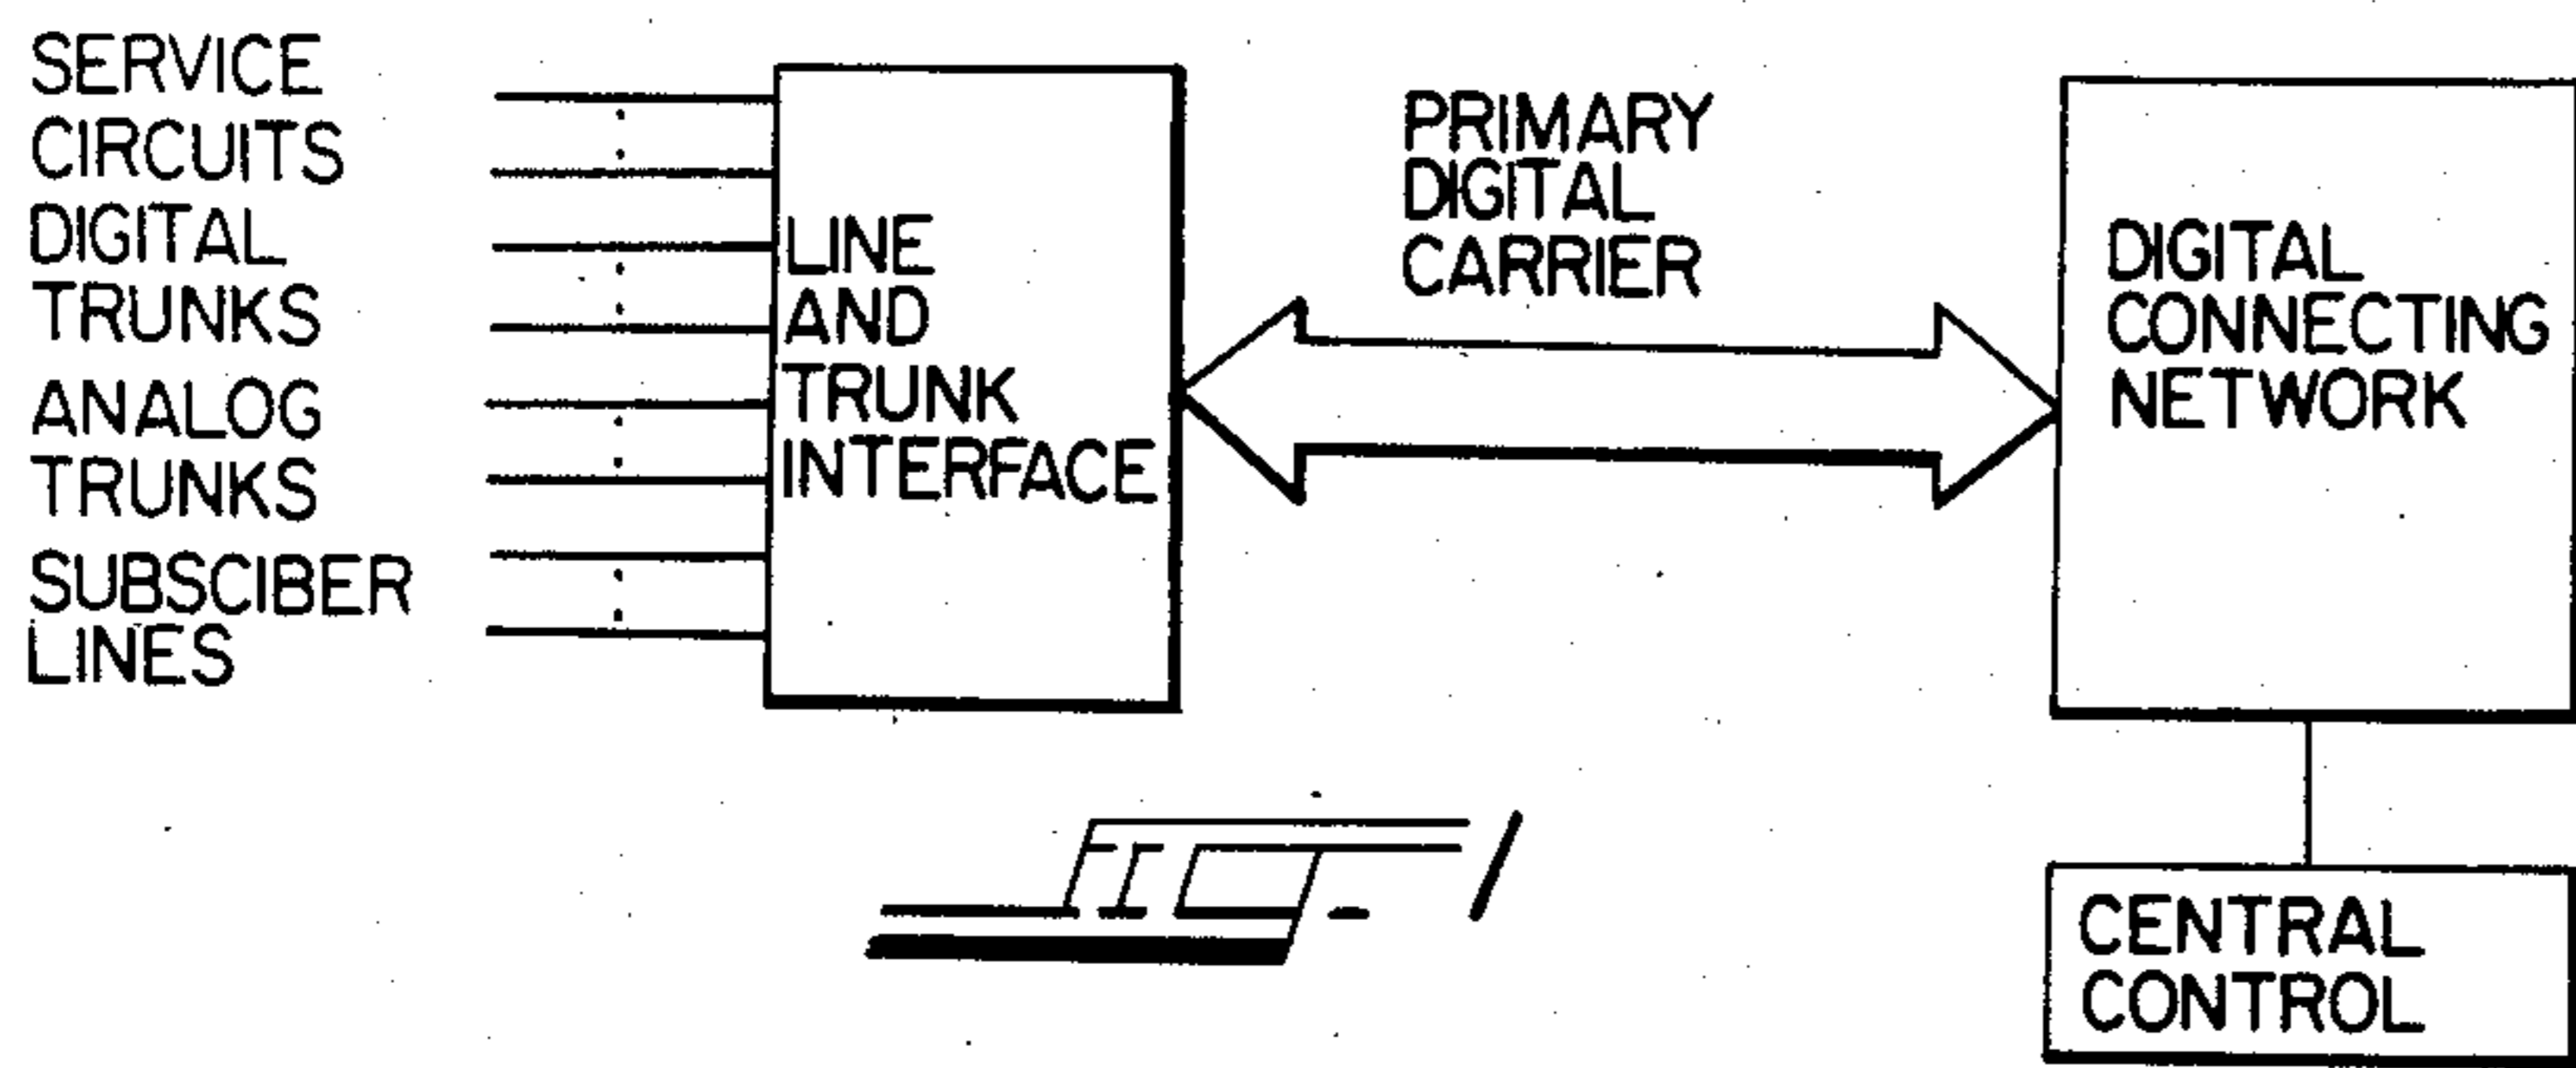 SERVICE
CIRCUITS
DIGITAL
TRUNKS
ANALOG
TRUNKS
SUBSCIBER
LINES
LINE
AND
TRUNK
INTERFACE
PRIMARY
DIGITAL
CARRIER
DIGITAL
CONNECTING
NETWORK
CENTRAL
CONTROL
FIG-1